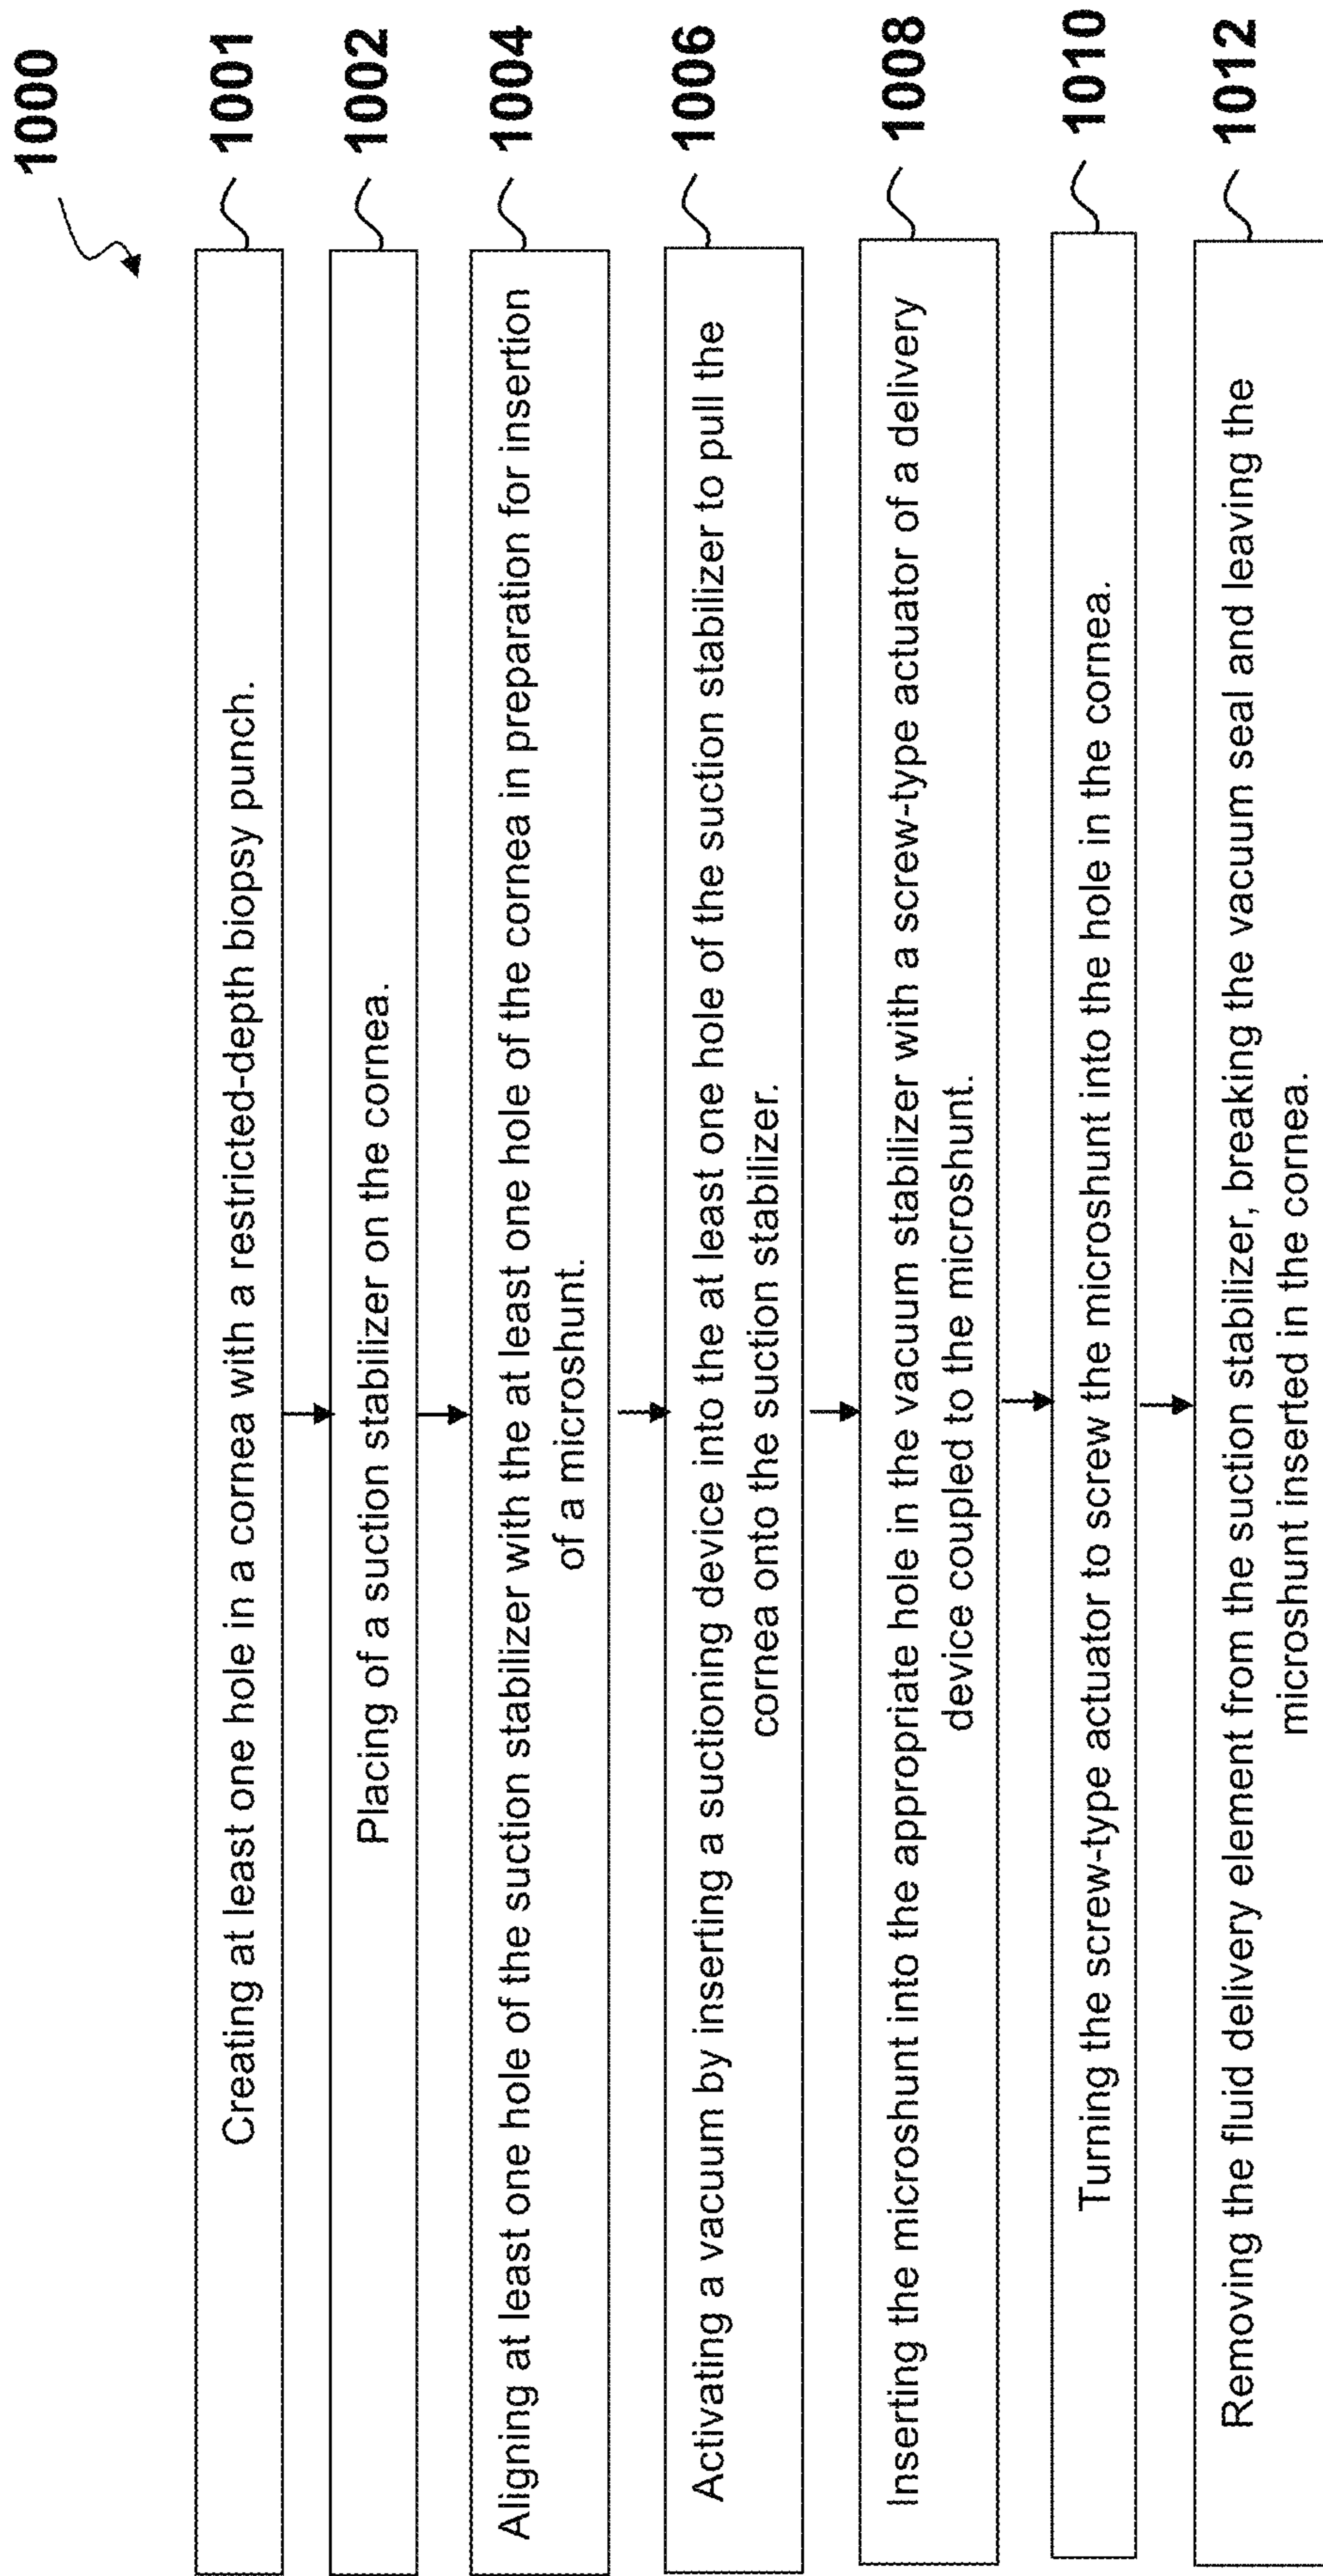 1000
Creating at least one hole in a cornea with a restricted-depth biopsy punch.
1001
Placing of a suction stabilizer on the cornea.
1002
Aligning at least one hole of the suction stabilizer with the at least one hole of the cornea in preparation for insertion
of a microshunt.
1004
Activating a vacuum by inserting a suctioning device into the at least one hole of the suction stabilizer to pull the
cornea onto the suction stabilizer.
1006
Inserting the microshunt into the appropriate hole in the vacuum stabilizer with a screw-type actuator of a delivery
device coupled to the microshunt.
1008
Turning the screw-type actuator to screw the microshunt into the hole in the cornea.
1010
Removing the fluid delivery element from the suction stabilizer, breaking the vacuum seal and leaving the
microshunt inserted in the cornea.
1012